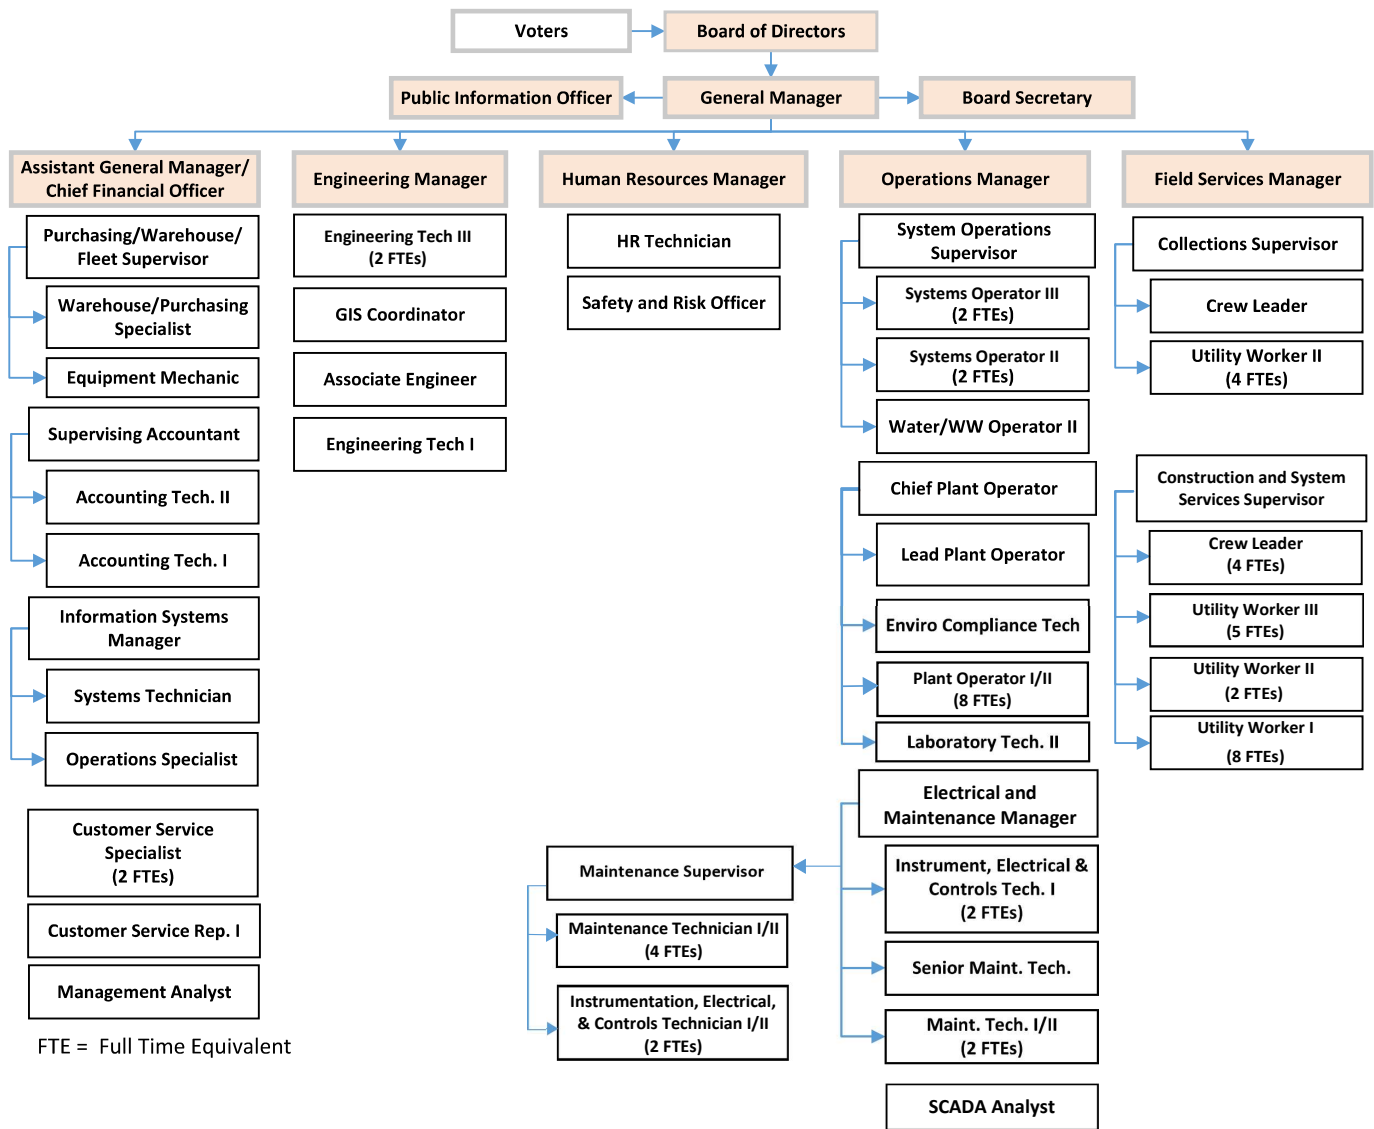 Voters
Board of Directors
Public Information Officer
General Manager
Board Secretary
Assistant General Manager/
Chief Financial Officer
Engineering Manager
Human Resources Manager
Operations Manager
Field Services Manager
Purchasing/Warehouse/
Fleet Supervisor
Warehouse/Purchasing
Specialist
Equipment Mechanic
Supervising Accountant
Accounting Tech. II
Accounting Tech. I
Information Systems
Manager
Systems Technician
Operations Specialist
Customer Service
Specialist
(2 FTEs)
Customer Service Rep. I
Management Analyst
FTE = Full Time Equivalent
Engineering Tech III
(2 FTEs)
GIS Coordinator
Associate Engineer
Engineering Tech I
HR Technician
Safety and Risk Officer
System Operations
Supervisor
Systems Operator III
(2 FTEs)
Systems Operator II
(2 FTEs)
Water/WW Operator II
Chief Plant Operator
Lead Plant Operator
Enviro Compliance Tech
Plant Operator I/II
(8 FTEs)
Laboratory Tech. II
Electrical and
Maintenance Manager
Maintenance Supervisor
Maintenance Technician I/II
(4 FTEs)
Instrumentation, Electrical,
& Controls Technician I/II
(2 FTEs)
Instrument, Electrical &
Controls Tech. I
(2 FTEs)
Senior Maint. Tech.
Maint. Tech. I/II
(2 FTEs)
SCADA Analyst
Collections Supervisor
Crew Leader
Utility Worker II
(4 FTEs)
Construction and System
Services Supervisor
Crew Leader
(4 FTEs)
Utility Worker III
(5 FTEs)
Utility Worker II
(2 FTEs)
Utility Worker I
(8 FTEs)